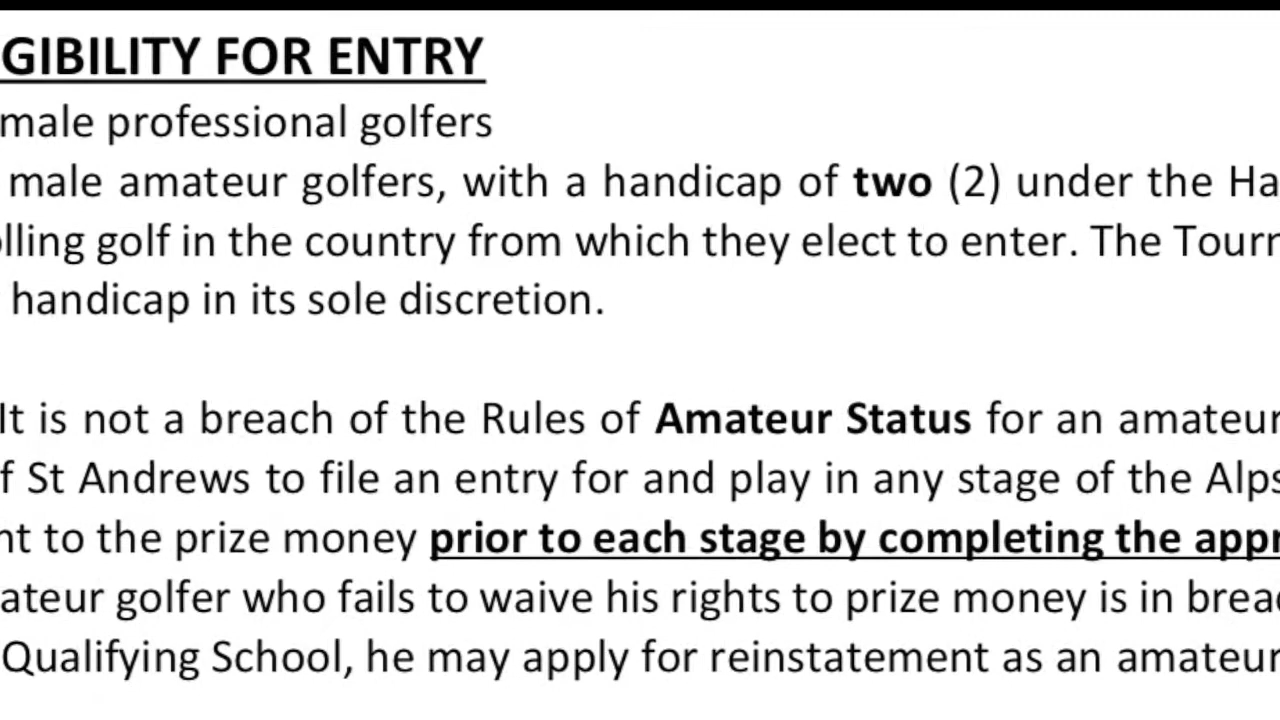 GIBILITY FOR ENTRY
male professional golfers
male amateur golfers, with a handicap of two (2) under the Ha
lling golf in the country from which they elect to enter. The Tourn
handicap in its sole discretion.
It is not a breach of the Rules of Amateur Status for an amateur
f St Andrews to file an entry for and play in any stage of the Alps
nt to the prize money prior to each stage by completing the appr
ateur golfer who fails to waive his rights to prize money is in breac
Qualifying School, he may apply for reinstatement as an amateur